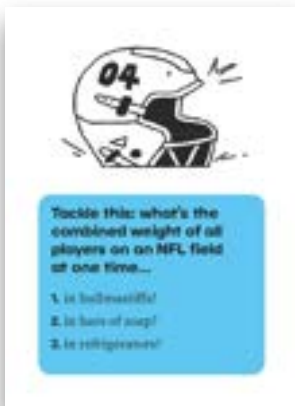 04
Tackle this: what's the
combined weight of all
players on an NFL field
at one time...
1. in bullmastiffs?
2. in bars of soap?
3. in refrigerators?